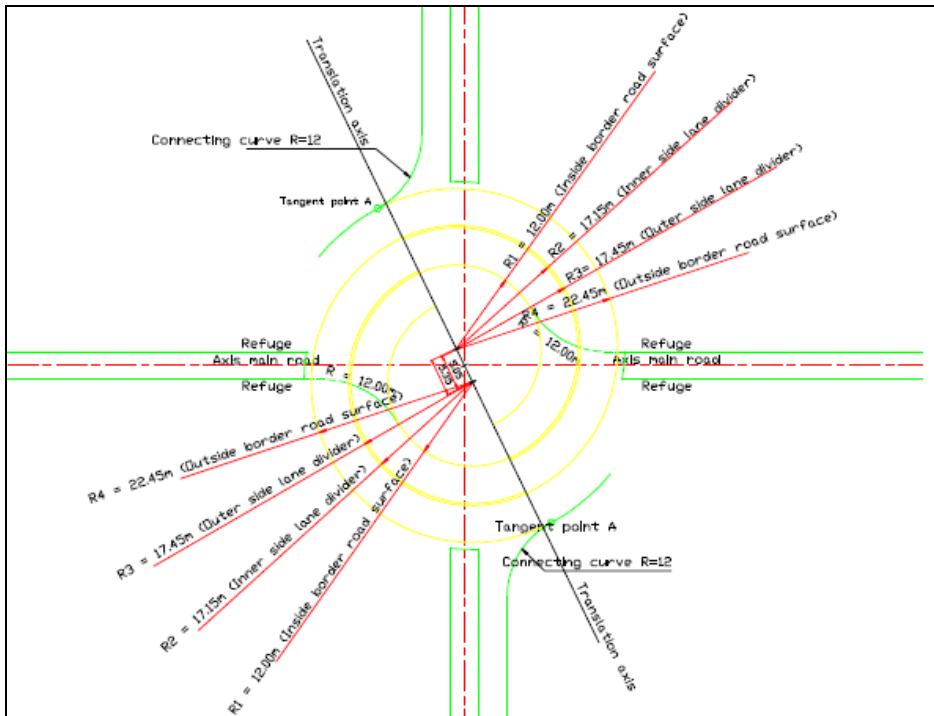 Translation axis
R1 = 12.00m (Inside border road surface)
R2 = 17.15m (Inner side lane divider)
Connecting curve R=12
R3= 17.45m (Outer side lane divider)
Tangent point A
R4 = 22.45m (Outside border road surface)
R = 12.00m
Refuge
Refuge
Axis main road
Axis main road
5.05
5.35
Refuge
Refuge
R = 12.00m
R4 = 22.45m (Outside border road surface)
R3 = 17.45m (Outer side lane divider)
R2 = 17.15m (Inner side lane divider)
R1 = 12.00m (Inside border road surface)
Tangent point A
Connecting curve R=12
Translation axis